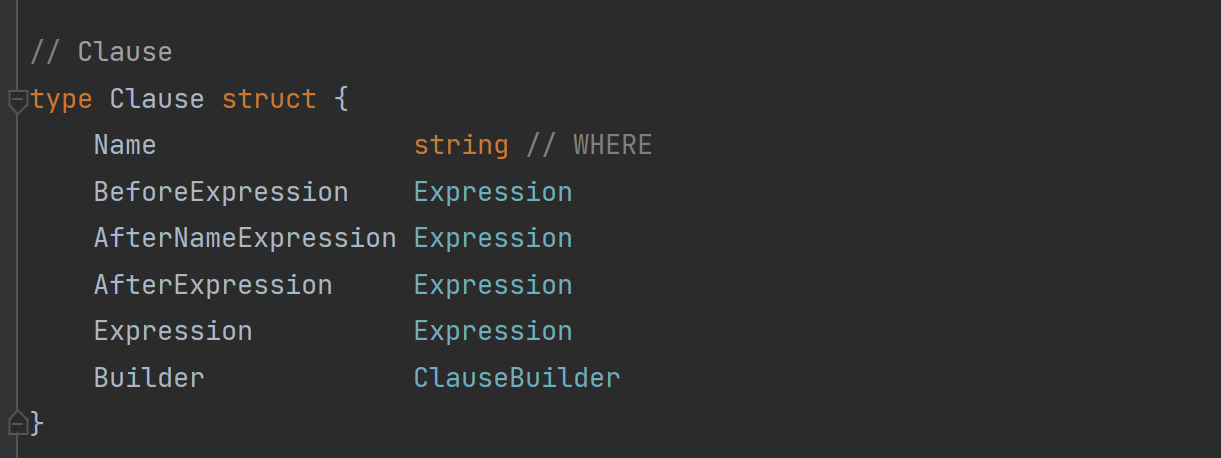 // Clause
type Clause struct {
    Name                string // WHERE
    BeforeExpression    Expression
    AfterNameExpression Expression
    AfterExpression     Expression
    Expression          Expression
    Builder             ClauseBuilder
}